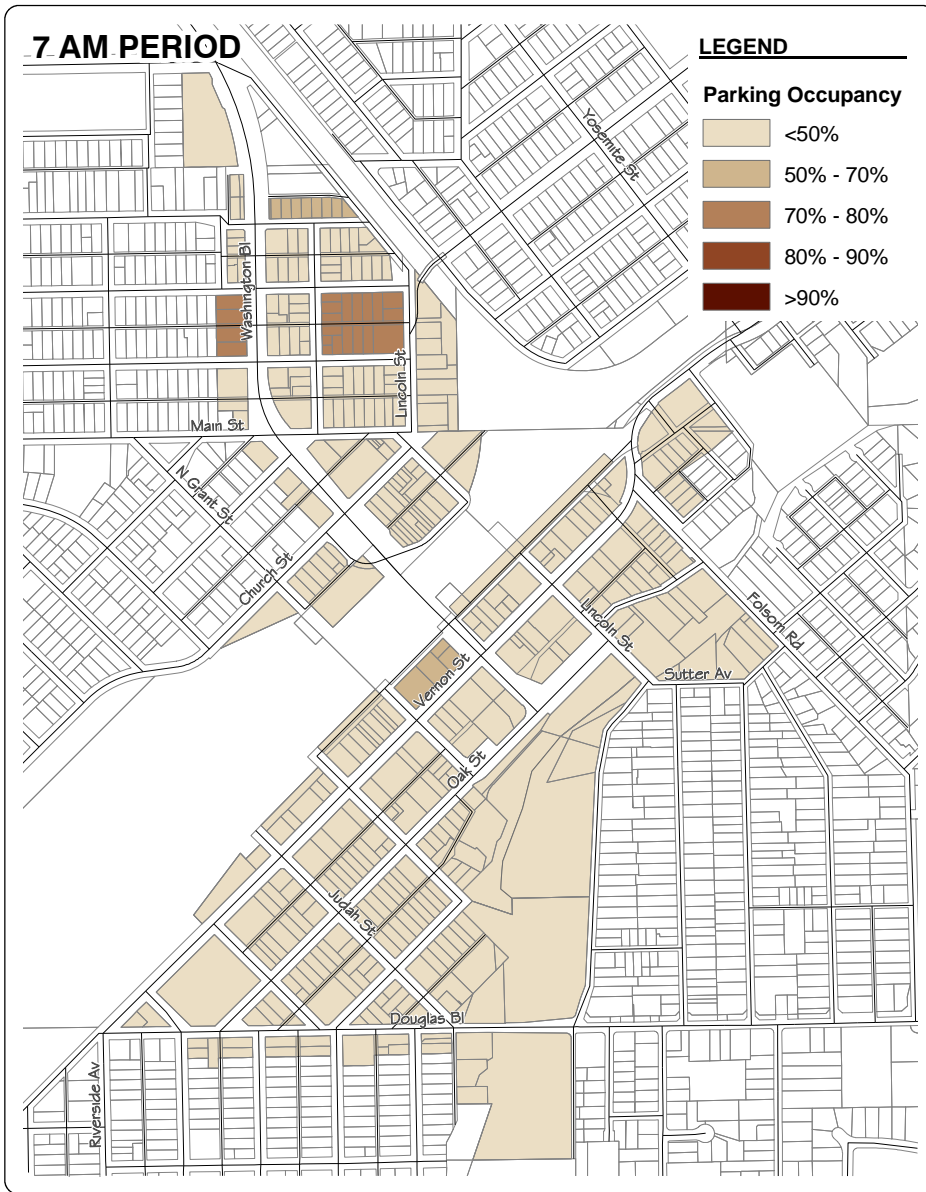 7 AM PERIOD
LEGEND
Parking Occupancy
<50%
50% - 70%
70% - 80%
80% - 90%
>90%
Yosemite St
Washington Bl
Lincoln St
Main St
N Grant St
Church St
Lincoln St
Folsom Rd
Sutter Av
Vernon St
Oak St
Judah St
Douglas Bl
Riverside Av